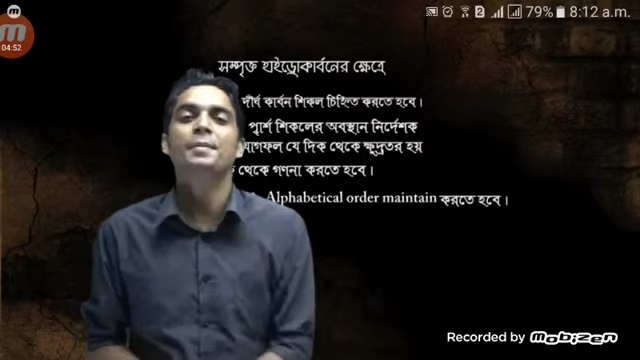 79% 8:12 a.m.
04:52
সম্পৃক্ত হাইড্রোকার্বনের ক্ষেত্রে
দীর্ঘ কার্বন শিকল চিহ্নিত করতে হবে।
পার্শ্ব শিকলের অবস্থান নির্দেশক
যে দিক থেকে ক্ষুদ্রতর হয়
থেকে গণনা করতে হবে।
Alphabetical order maintain করতে হবে।
Recorded by Mobizen